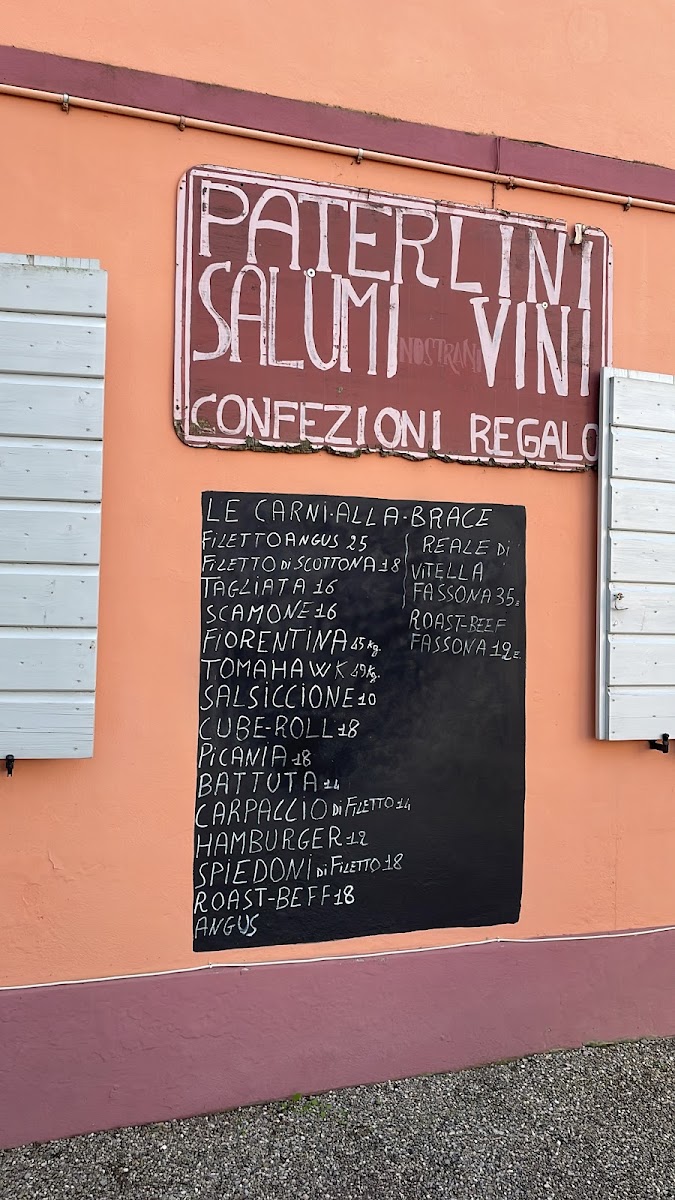 PATERLINI
SALUMI NOSTRANI VINI
CONFEZIONI REGALO
LE CARNI·ALLA·BRACE
FILETTO ANGUS 25
FILETTO DI SCOTTONA 18
TAGLIATA 16
SCAMONE 16
FIORENTINA 45 Kg.
TOMAHAWK 49 Kg.
SALSICCIONE 10
CUBE-ROLL 18
PICANIA 18
BATTUTA 14
CARPACCIO DI FILETTO 14
HAMBURGER 12
SPIEDONI DI FILETTO 18
ROAST-BEFF 18
ANGUS
REALE DI
VITELLA
FASSONA 35=
ROAST-BEEF
FASSONA 12=